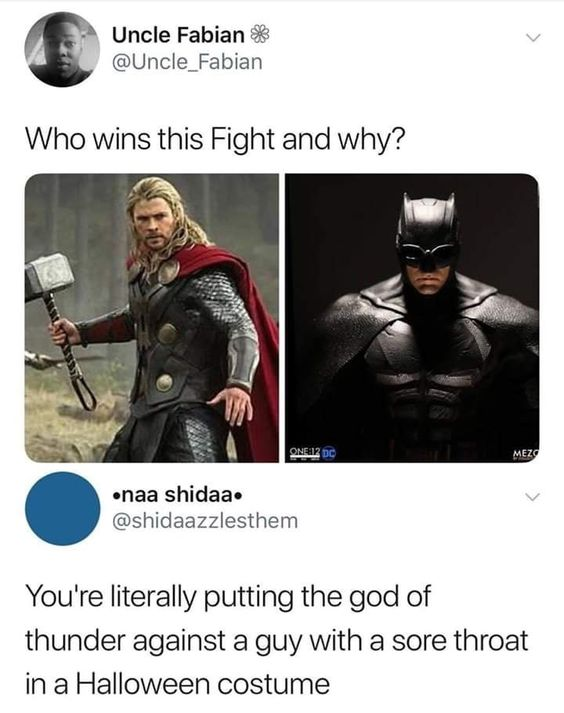 Uncle Fabian
@Uncle_Fabian
Who wins this Fight and why?
ONE:12 DC
MEZC
•naa shidaa•
@shidaazzlesthem
You're literally putting the god of
thunder against a guy with a sore throat
in a Halloween costume